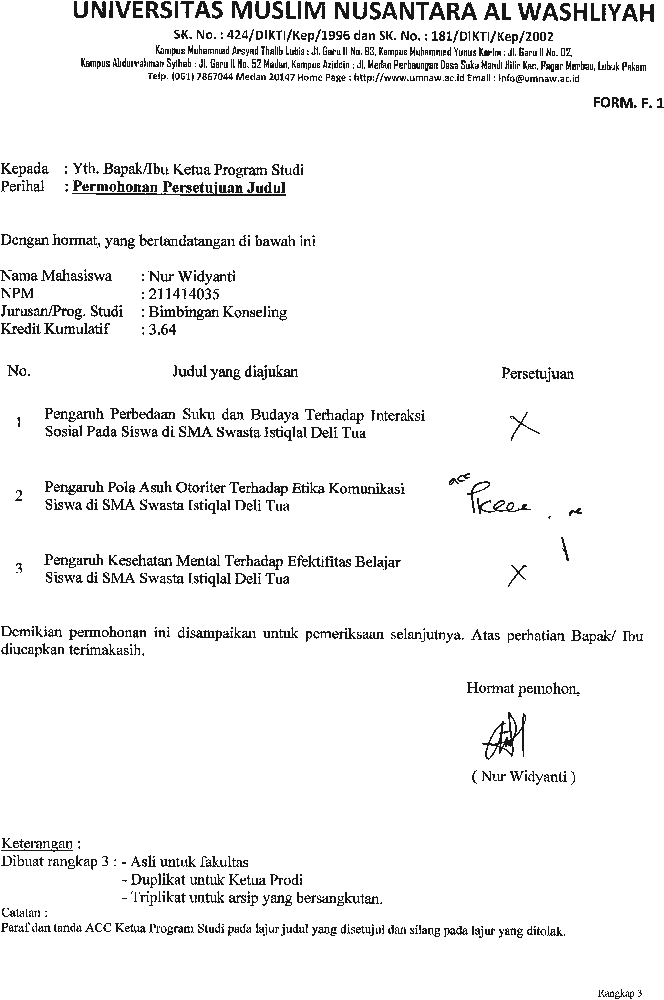 UNIVERSITAS MUSLIM NUSANTARA AL WASHLIYAH
SK. No. : 424/DIKTI/Kep/1996 dan SK. No. : 181/DIKTI/Kep/2002
Kampus Muhammad Arsyad Thalib Lubis : Jl. Garu II No. 93, Kampus Muhammad Yunus Karim : Jl. Garu II No. 02,
Kampus Abdurrahman Syihab : Jl. Garu II No. 52 Medan, Kampus Aziddin : Jl. Medan Perbaungan Desa Suka Mandi Hilir Kec. Pagar Merbau, Lubuk Pakam
Telp. (061) 7867044 Medan 20147 Home Page : http://www.umnaw.ac.id Email : info@umnaw.ac.id
FORM. F. 1
Kepada : Yth. Bapak/Ibu Ketua Program Studi
Perihal : Permohonan Persetujuan Judul
Dengan hormat, yang bertandatangan di bawah ini
Nama Mahasiswa : Nur Widyanti
NPM : 211414035
Jurusan/Prog. Studi : Bimbingan Konseling
Kredit Kumulatif : 3.64
No. Judul yang diajukan Persetujuan
1 Pengaruh Perbedaan Suku dan Budaya Terhadap Interaksi
Sosial Pada Siswa di SMA Swasta Istiqlal Deli Tua
2 Pengaruh Pola Asuh Otoriter Terhadap Etika Komunikasi acc
Siswa di SMA Swasta Istiqlal Deli Tua
3 Pengaruh Kesehatan Mental Terhadap Efektifitas Belajar
Siswa di SMA Swasta Istiqlal Deli Tua
Demikian permohonan ini disampaikan untuk pemeriksaan selanjutnya. Atas perhatian Bapak/ Ibu
diucapkan terimakasih.
Hormat pemohon,
( Nur Widyanti )
Keterangan :
Dibuat rangkap 3 : - Asli untuk fakultas
- Duplikat untuk Ketua Prodi
- Triplikat untuk arsip yang bersangkutan.
Catatan :
Paraf dan tanda ACC Ketua Program Studi pada lajur judul yang disetujui dan silang pada lajur yang ditolak.
Rangkap 3